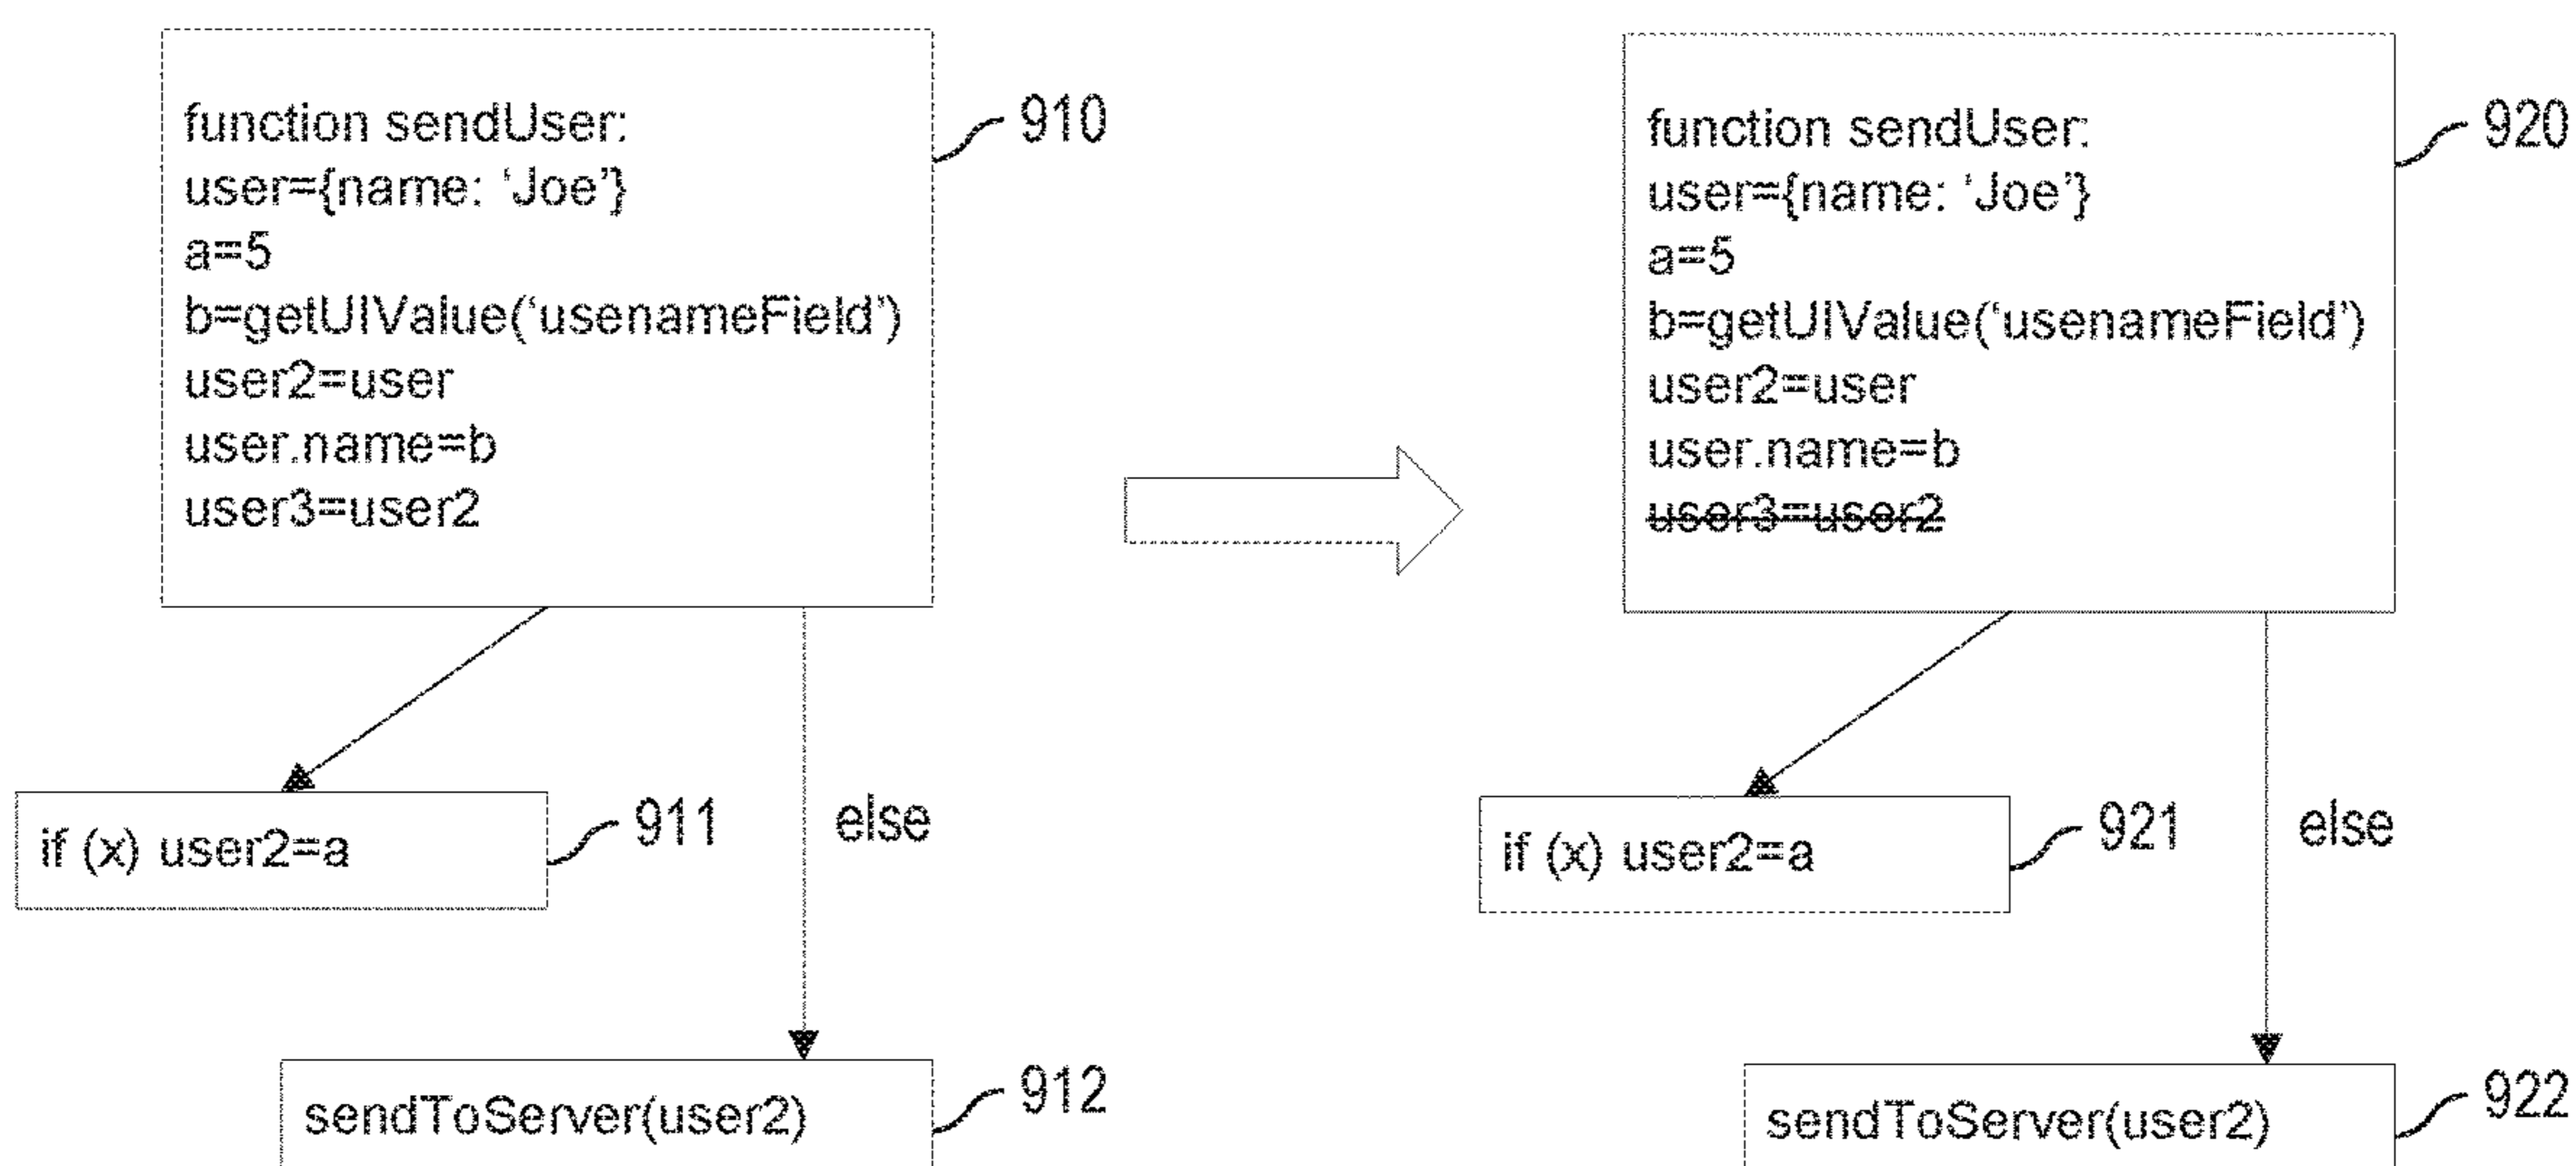 function sendUser:
user={name: 'Joe'}
a=5
b=getUIValue('usenameField')
user2=user
user.name=b
user3=user2
910
if (x) user2=a
911
else
sendToServer(user2)
912
function sendUser:
user={name: 'Joe'}
a=5
b=getUIValue('usenameField')
user2=user
user.name=b
user3=user2
920
if (x) user2=a
921
else
sendToServer(user2)
922